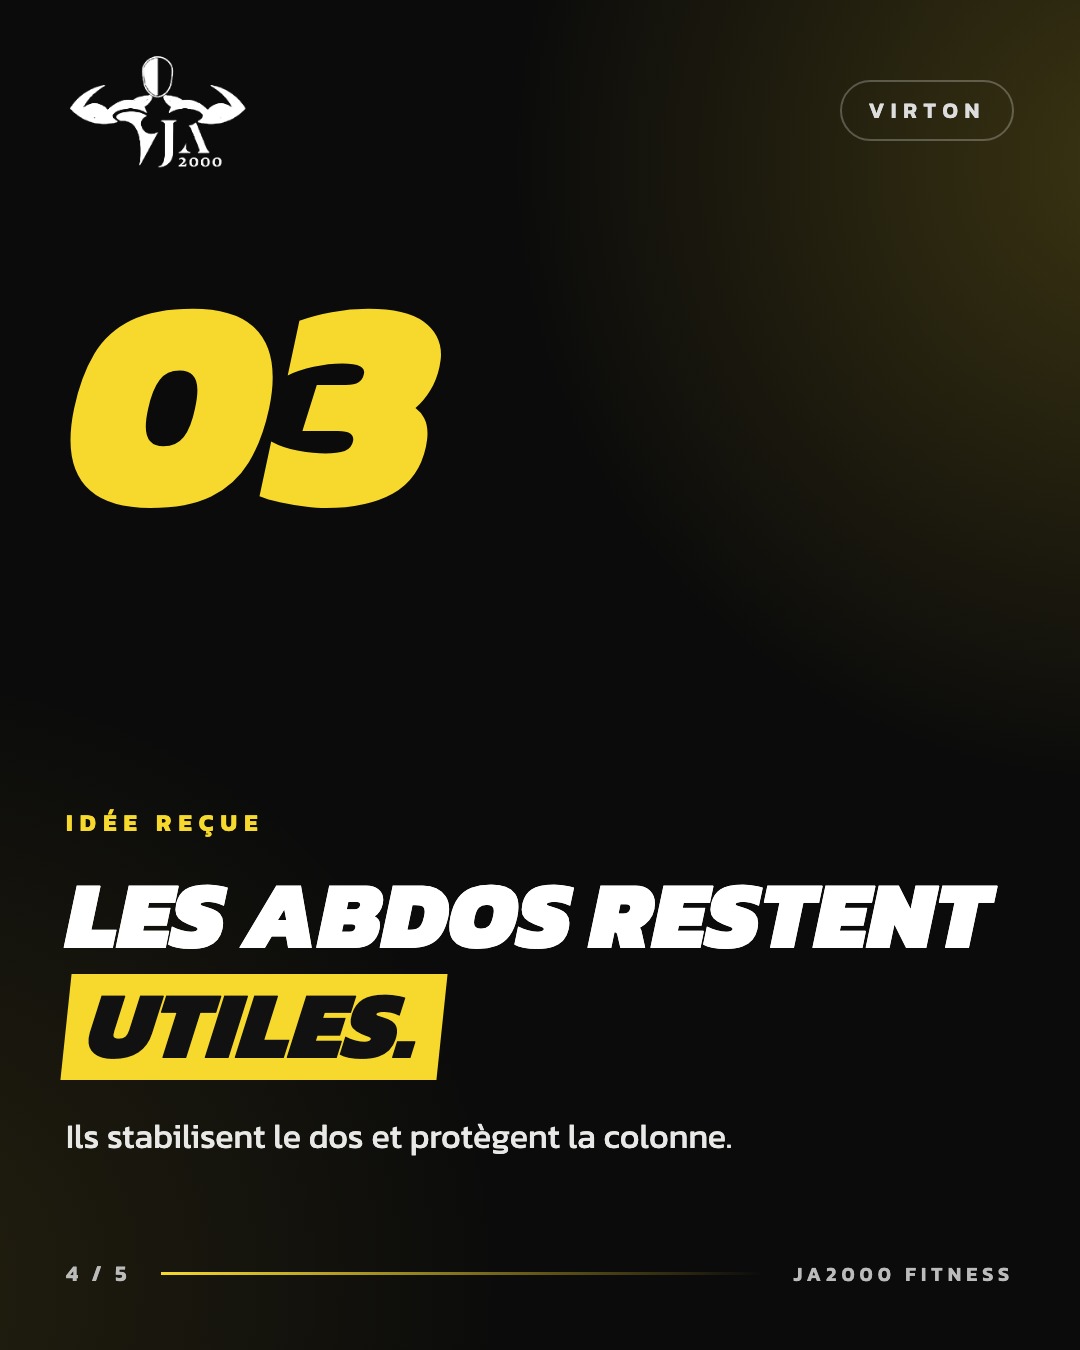 JA
2000
VIRTON
03
IDÉE REÇUE
LES ABDOS RESTENT
UTILES.
Ils stabilisent le dos et protègent la colonne.
4 / 5
JA2000 FITNESS